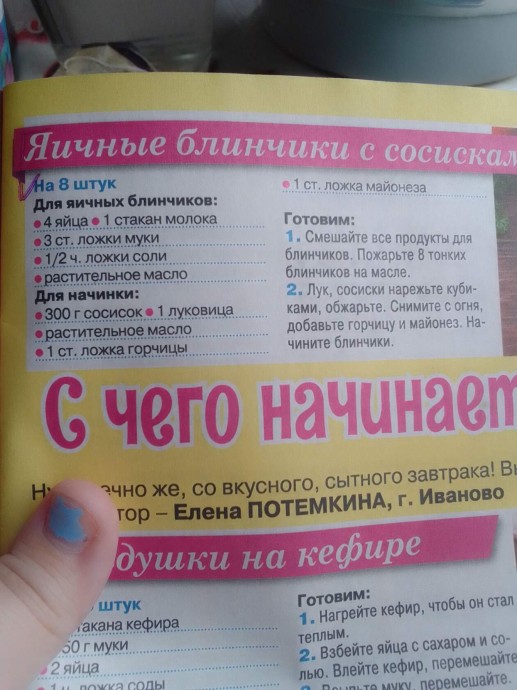 Яичные блинчики с сосискам
На 8 штук
Для яичных блинчиков:
• 4 яйца • 1 стакан молока
• 3 ст. ложки муки
• 1/2 ч. ложки соли
• растительное масло
Для начинки:
• 300 г сосисок • 1 луковица
• растительное масло
• 1 ст. ложка горчицы
• 1 ст. ложка майонеза
Готовим:
1. Смешайте все продукты для
блинчиков. Пожарьте 8 тонких
блинчиков на масле.
2. Лук, сосиски нарежьте куби-
ками, обжарьте. Снимите с огня,
добавьте горчицу и майонез. На-
чините блинчики.
С чего начинает
же, со вкусного, сытного завтрака!
– Елена ПОТЕМКИНА, г. Иваново
душки на кефире
штук
стакана кефира
50 г муки
• 2 яйца
ложка соды
Готовим:
1. Нагрейте кефир, чтобы он стал
теплым.
2. Взбейте яйца с сахаром и со-
лью. Влейте кефир, перемешайте
муку, перемешайте.